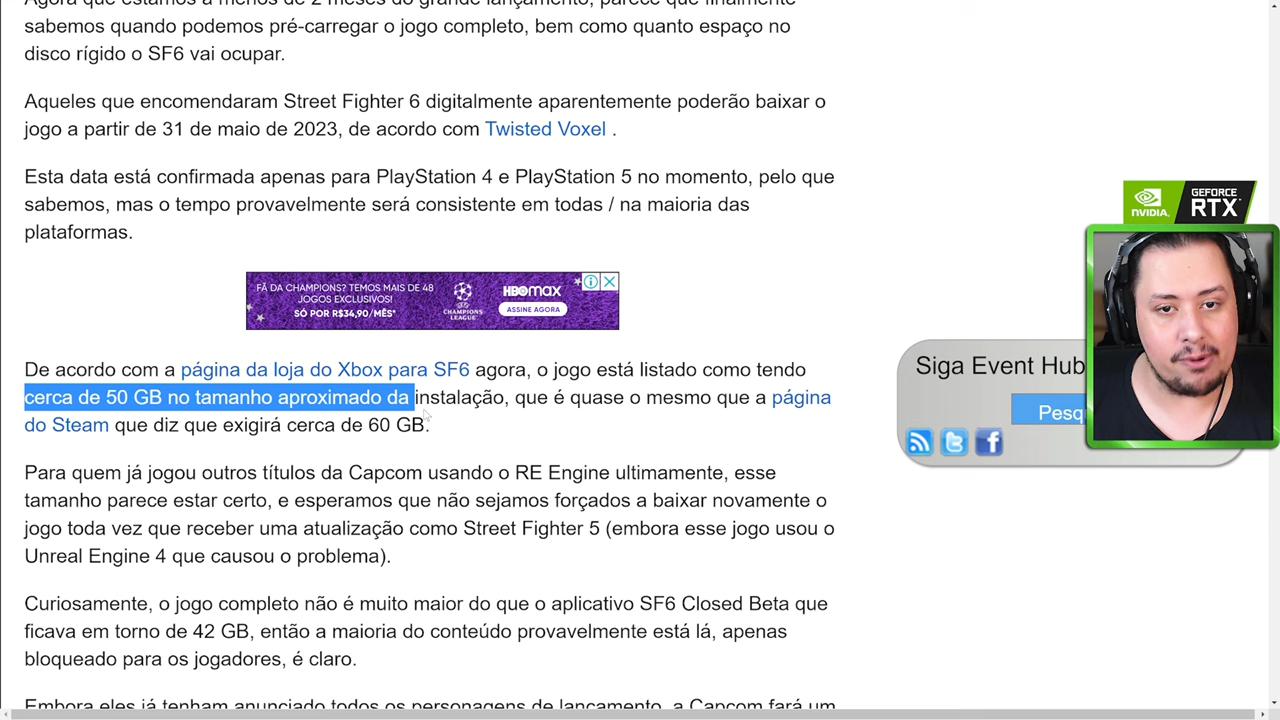 Agora que estamos a menos de 2 meses do grande lançamento, parece que finalmente
sabemos quando podemos pré-carregar o jogo completo, bem como quanto espaço no
disco rígido o SF6 vai ocupar.
Aqueles que encomendaram Street Fighter 6 digitalmente aparentemente poderão baixar o
jogo a partir de 31 de maio de 2023, de acordo com Twisted Voxel .
Esta data está confirmada apenas para PlayStation 4 e PlayStation 5 no momento, pelo que
sabemos, mas o tempo provavelmente será consistente em todas / na maioria das
plataformas.
NVIDIA.
GEFORCE
RTX
FÃ DA CHAMPIONS? TEMOS MAIS DE 48
JOGOS EXCLUSIVOS!
SÓ POR R$34,90/MÊS*
CHAMPIONS
LEAGUE
HBOMAX
ASSINE AGORA
De acordo com a página da loja do Xbox para SF6 agora, o jogo está listado como tendo
cerca de 50 GB no tamanho aproximado da instalação, que é quase o mesmo que a página
do Steam que diz que exigirá cerca de 60 GB.
Siga Event Hub
Pesq
Para quem já jogou outros títulos da Capcom usando o RE Engine ultimamente, esse
tamanho parece estar certo, e esperamos que não sejamos forçados a baixar novamente o
jogo toda vez que receber uma atualização como Street Fighter 5 (embora esse jogo usou o
Unreal Engine 4 que causou o problema).
Curiosamente, o jogo completo não é muito maior do que o aplicativo SF6 Closed Beta que
ficava em torno de 42 GB, então a maioria do conteúdo provavelmente está lá, apenas
bloqueado para os jogadores, é claro.
Embora eles já tenham anunciado todos os personagens de lançamento, a Capcom fará um